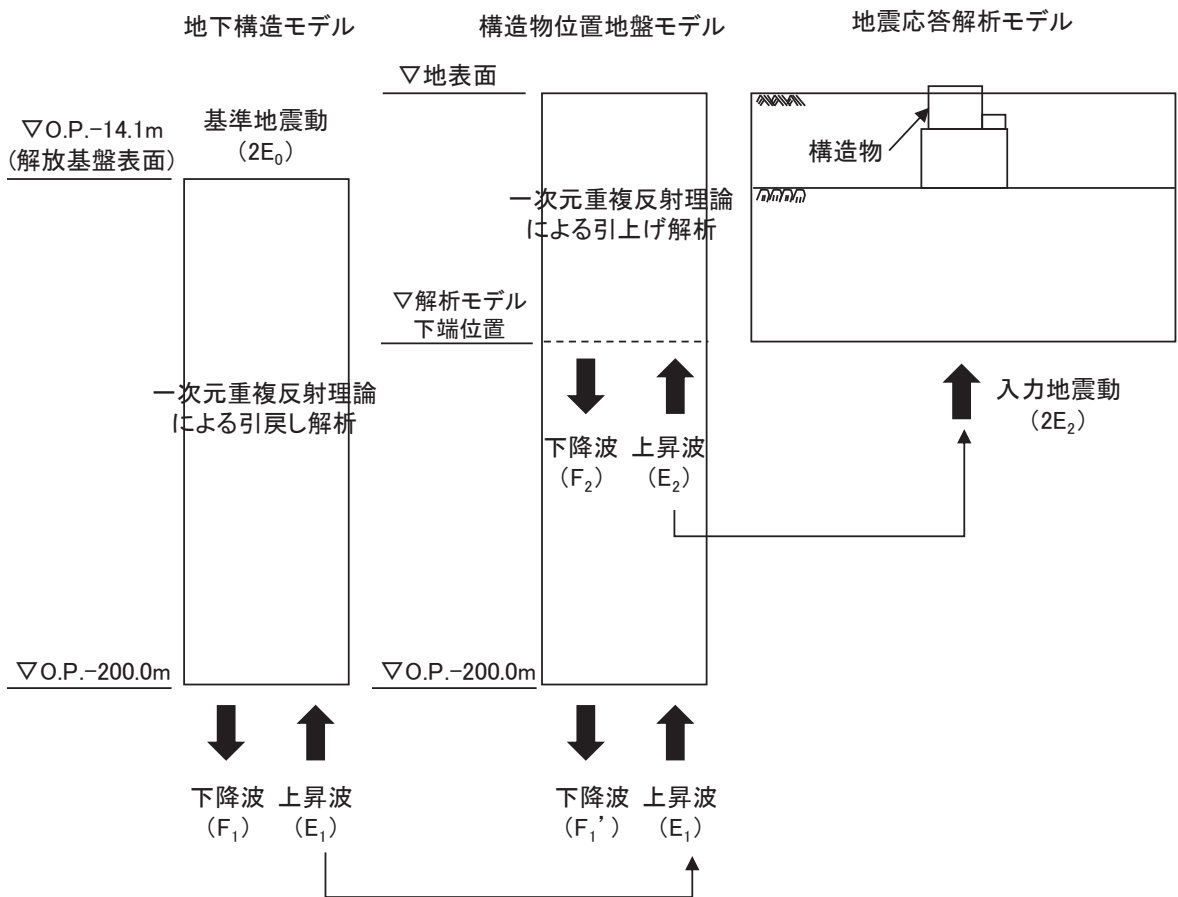 地下構造モデル
構造物位置地盤モデル
地震応答解析モデル
▽O.P.-14.1m
(解放基盤表面)
基準地震動
(2E₀)
一次元重複反射理論
による引戻し解析
▽O.P.-200.0m
下降波
(F₁)
上昇波
(E₁)
▽地表面
一次元重複反射理論
による引上げ解析
▽解析モデル
下端位置
下降波
(F₂)
上昇波
(E₂)
▽O.P.-200.0m
下降波
(F₁’)
上昇波
(E₁)
構造物
入力地震動
(2E₂)